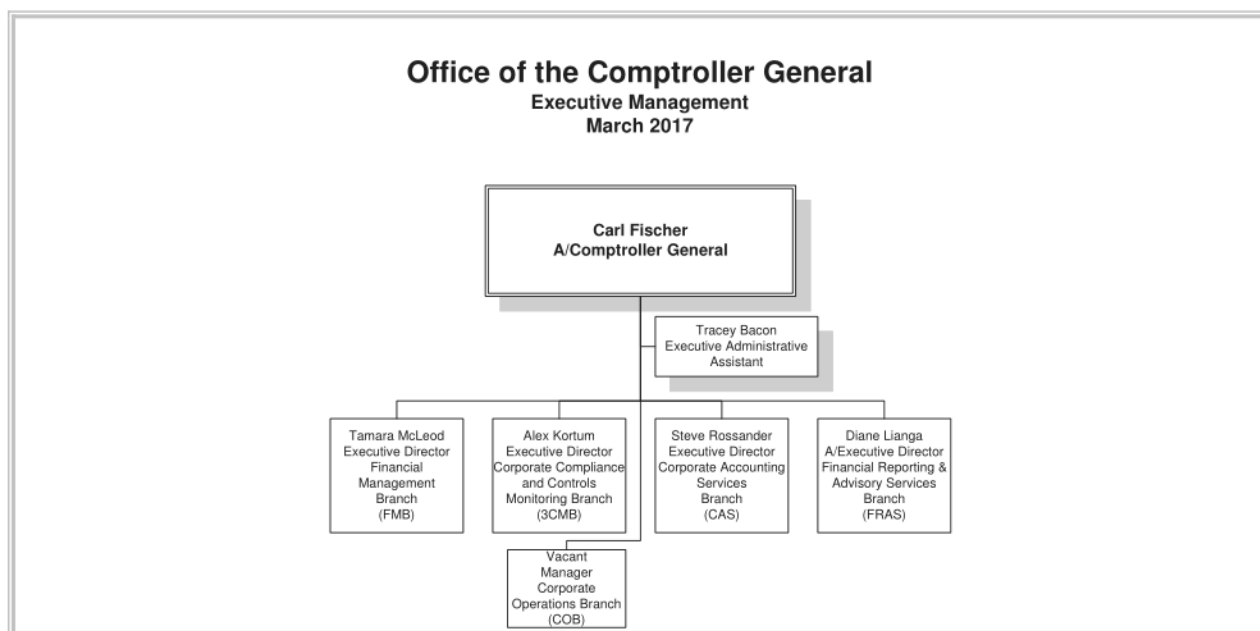 Office of the Comptroller General
Executive Management
March 2017
Carl Fischer
A/Comptroller General
Tracey Bacon
Executive Administrative
Assistant
Tamara McLeod
Executive Director
Financial
Management
Branch
(FMB)
Alex Kortum
Executive Director
Corporate Compliance
and Controls
Monitoring Branch
(3CMB)
Steve Rossander
Executive Director
Corporate Accounting
Services
Branch
(CAS)
Diane Lianga
A/Executive Director
Financial Reporting &
Advisory Services
Branch
(FRAS)
Vacant
Manager
Corporate
Operations Branch
(COB)